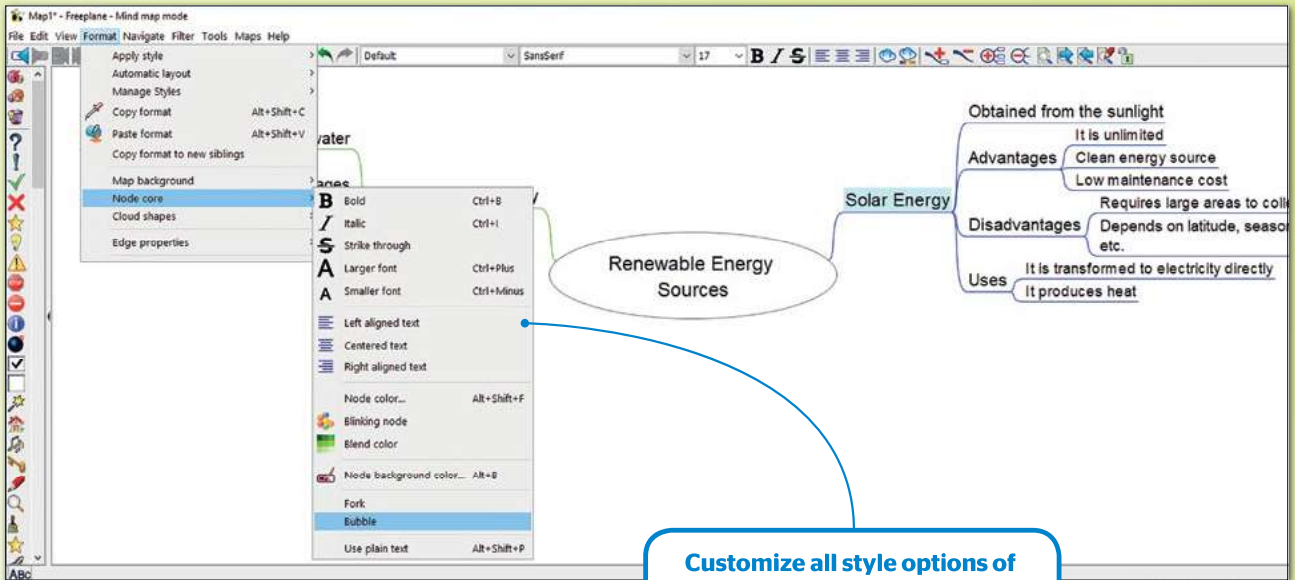 Map1* - Freeplane - Mind map mode
File Edit View Format Navigate Filter Tools Maps Help
Default SansSerif 17 B I S
Apply style
Automatic layout
Manage Styles
Copy format Alt+Shift+C
Paste format Alt+Shift+V
Copy format to new siblings
Map background
Node core
Cloud shapes
Edge properties
B Bold Ctrl+B
I Italic Ctrl+I
S Strike through
A Larger font Ctrl+Plus
A Smaller font Ctrl+Minus
Left aligned text
Centered text
Right aligned text
Node color... Alt+Shift+F
Blinking node
Blend color
Node background color... Alt+B
Fork
Bubble
Use plain text Alt+Shift+P
Renewable Energy
Sources
Solar Energy
Obtained from the sunlight
Advantages
It is unlimited
Clean energy source
Low maintenance cost
Disadvantages
Requires large areas to
Depends on latitude,
etc.
Uses
It is transformed to electricity directly
It produces heat
Customize all style options of
ABC